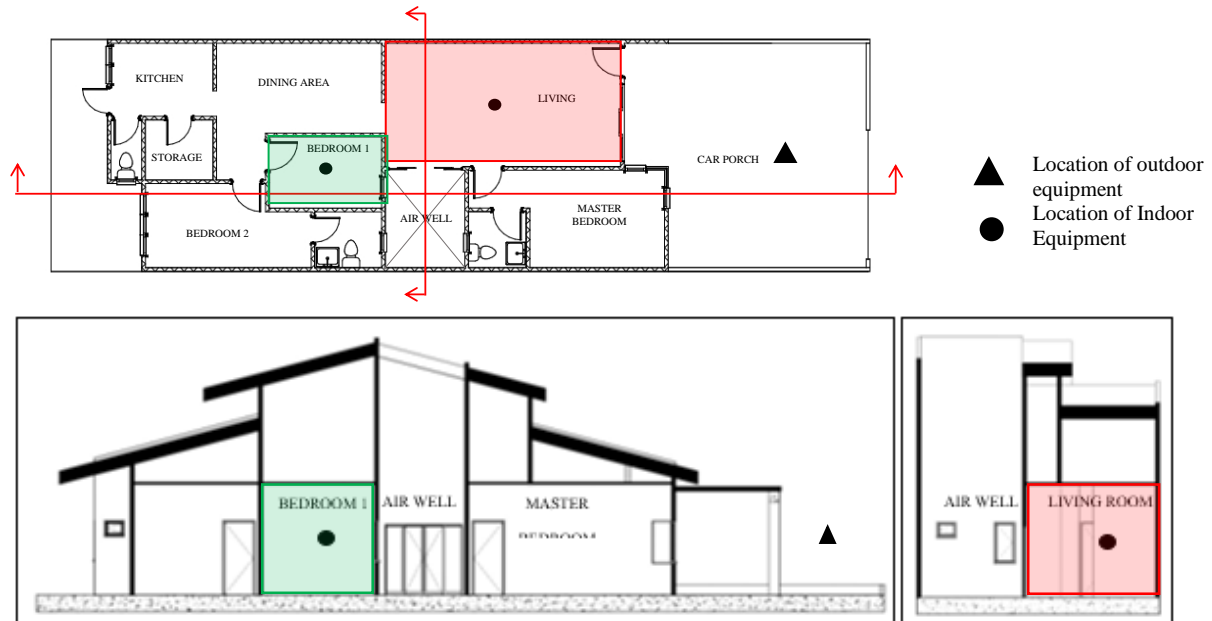 KITCHEN
DINING AREA
LIVING
STORAGE
BEDROOM 1
CAR PORCH
AIR WELL
MASTER
BEDROOM
BEDROOM 2
Location of outdoor
equipment
Location of Indoor
Equipment
BEDROOM 1
AIR WELL
MASTER
BEDROOM
AIR WELL
LIVING ROOM